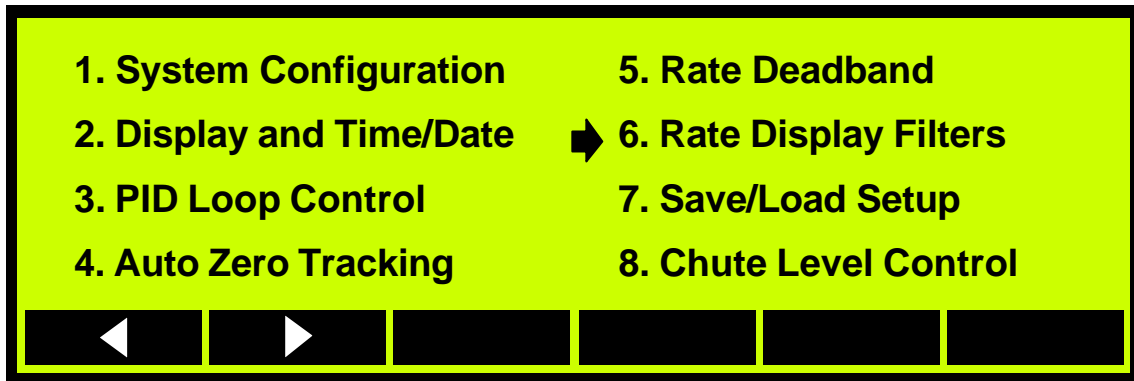 1. System Configuration
2. Display and Time/Date
3. PID Loop Control
4. Auto Zero Tracking
5. Rate Deadband
6. Rate Display Filters
7. Save/Load Setup
8. Chute Level Control